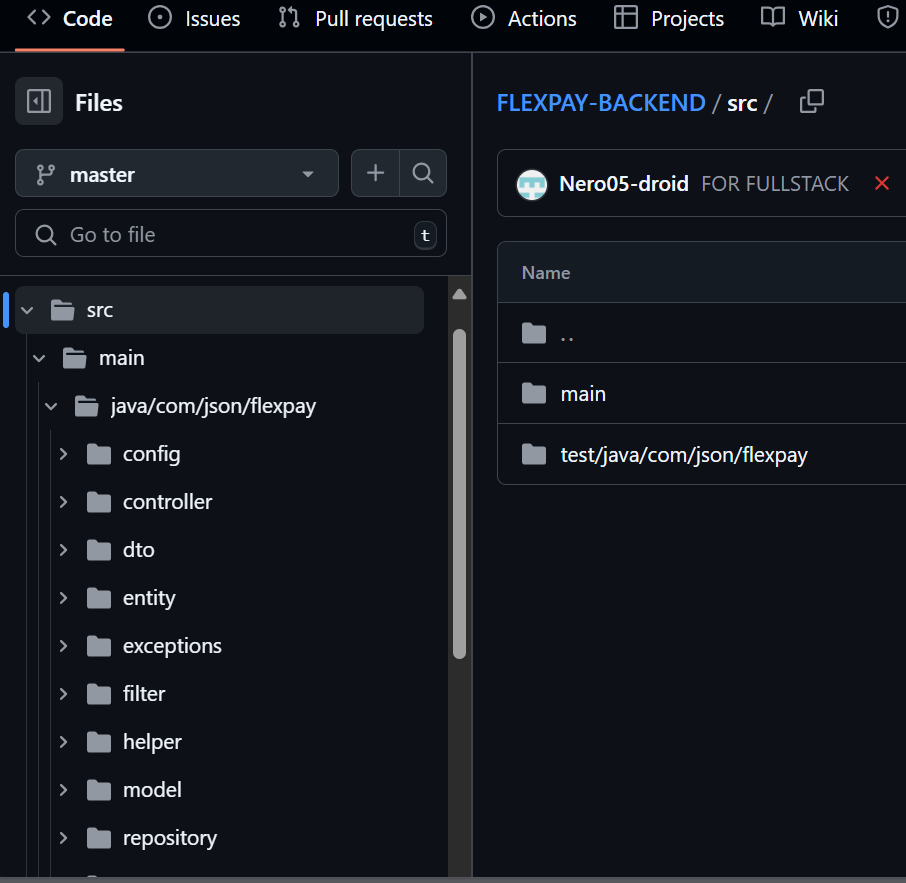 Code Issues Pull requests Actions Projects Wiki
Files
master
Go to file t
src
main
java/com/json/flexpay
config
controller
dto
entity
exceptions
filter
helper
model
repository
FLEXPAY-BACKEND / src /
Nero05-droid FOR FULLSTACK
Name
..
main
test/java/com/json/flexpay